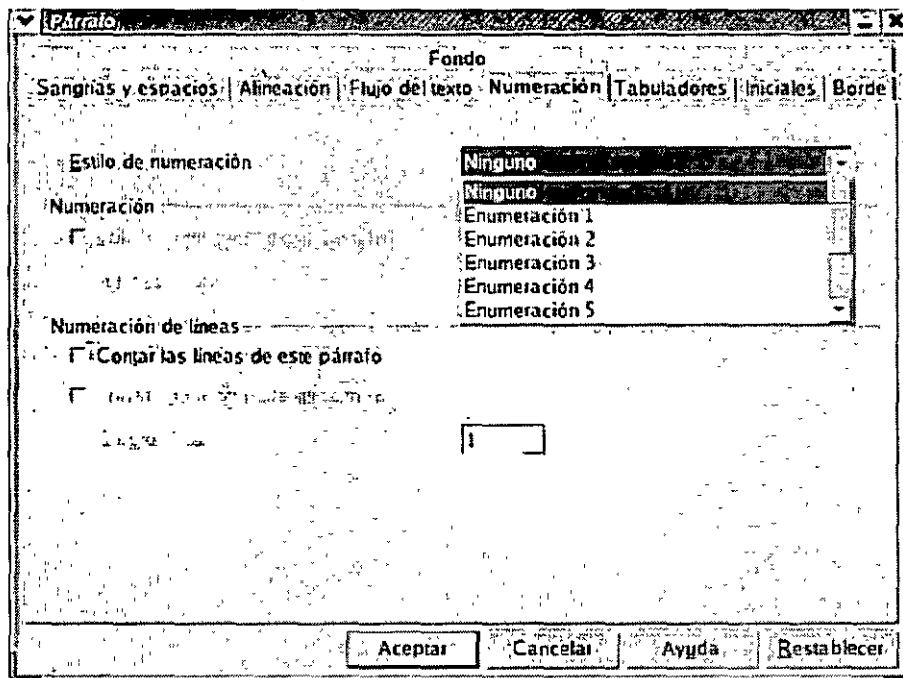 Párrafo
Fondo
Sangrías y espacios Alineación Flujo del texto Numeración Tabuladores Iniciales Borde
Estilo de numeración Ninguno
Ninguno
Numeración
Enumeración 1
Enumeración 2
Enumeración 3
Enumeración 4
Enumeración 5
Numeración de líneas
Contar las líneas de este párrafo
1
Aceptar Cancelar Ayuda Restablecer